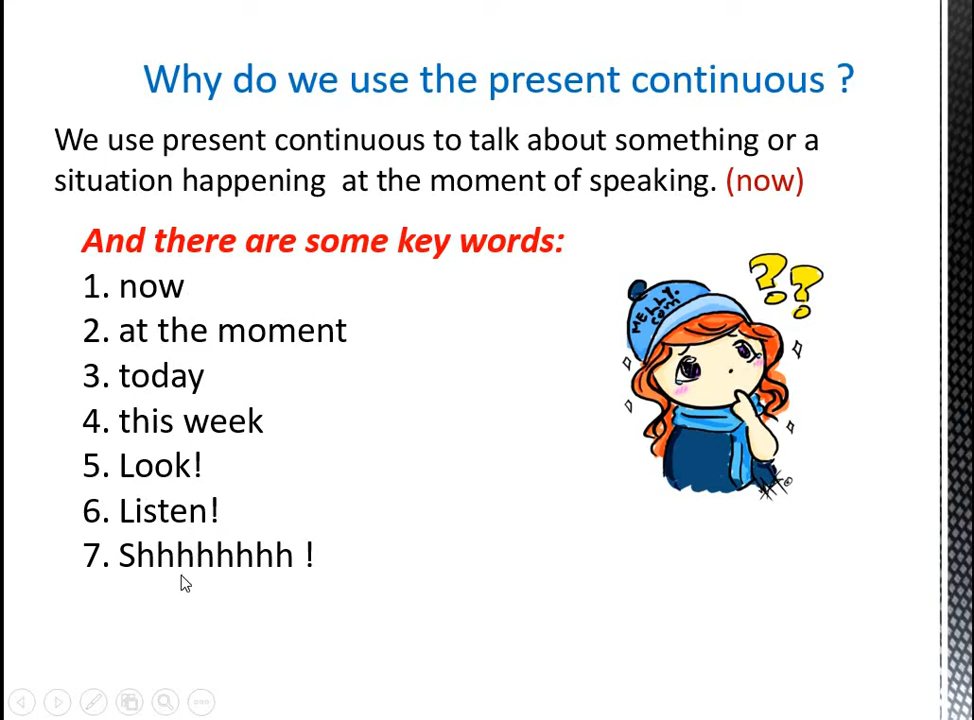 Why do we use the present continuous ?
We use present continuous to talk about something or a
situation happening at the moment of speaking. (now)
And there are some key words:
1. now
2. at the moment
3. today
4. this week
5. Look!
6. Listen!
7. Shhhhhhhh !
??
MELLY.
COM